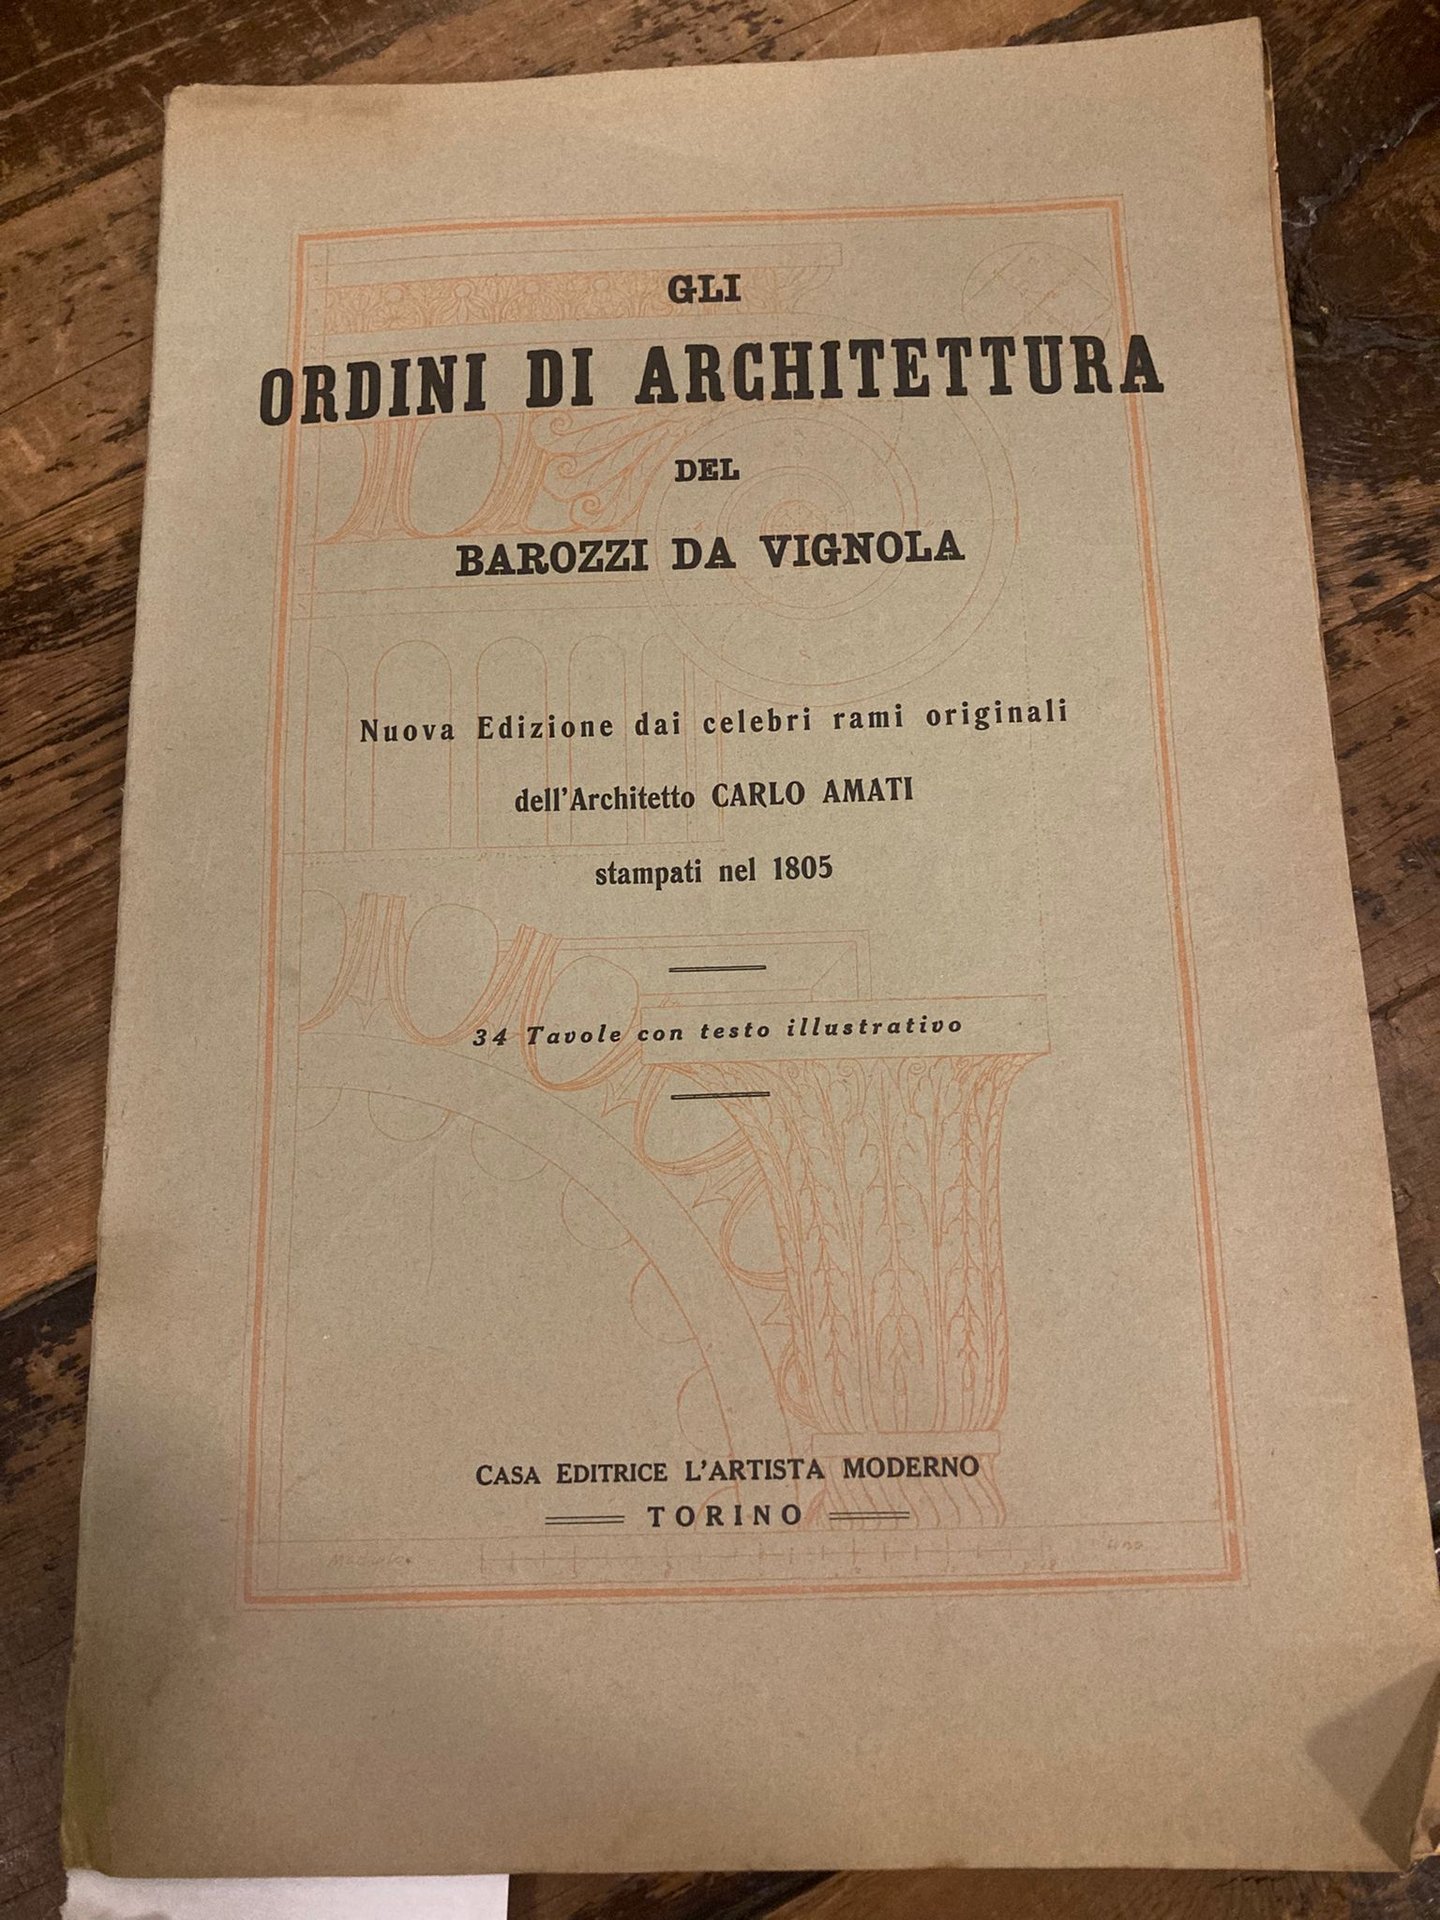 GLI
ORDINI DI ARCHITETTURA
DEL
BAROZZI DA VIGNOLA
Nuova Edizione dai celebri rami originali
dell'Architetto CARLO AMATI
stampati nel 1805
34 Tavole con testo illustrativo
CASA EDITRICE L'ARTISTA MODERNO
TORINO